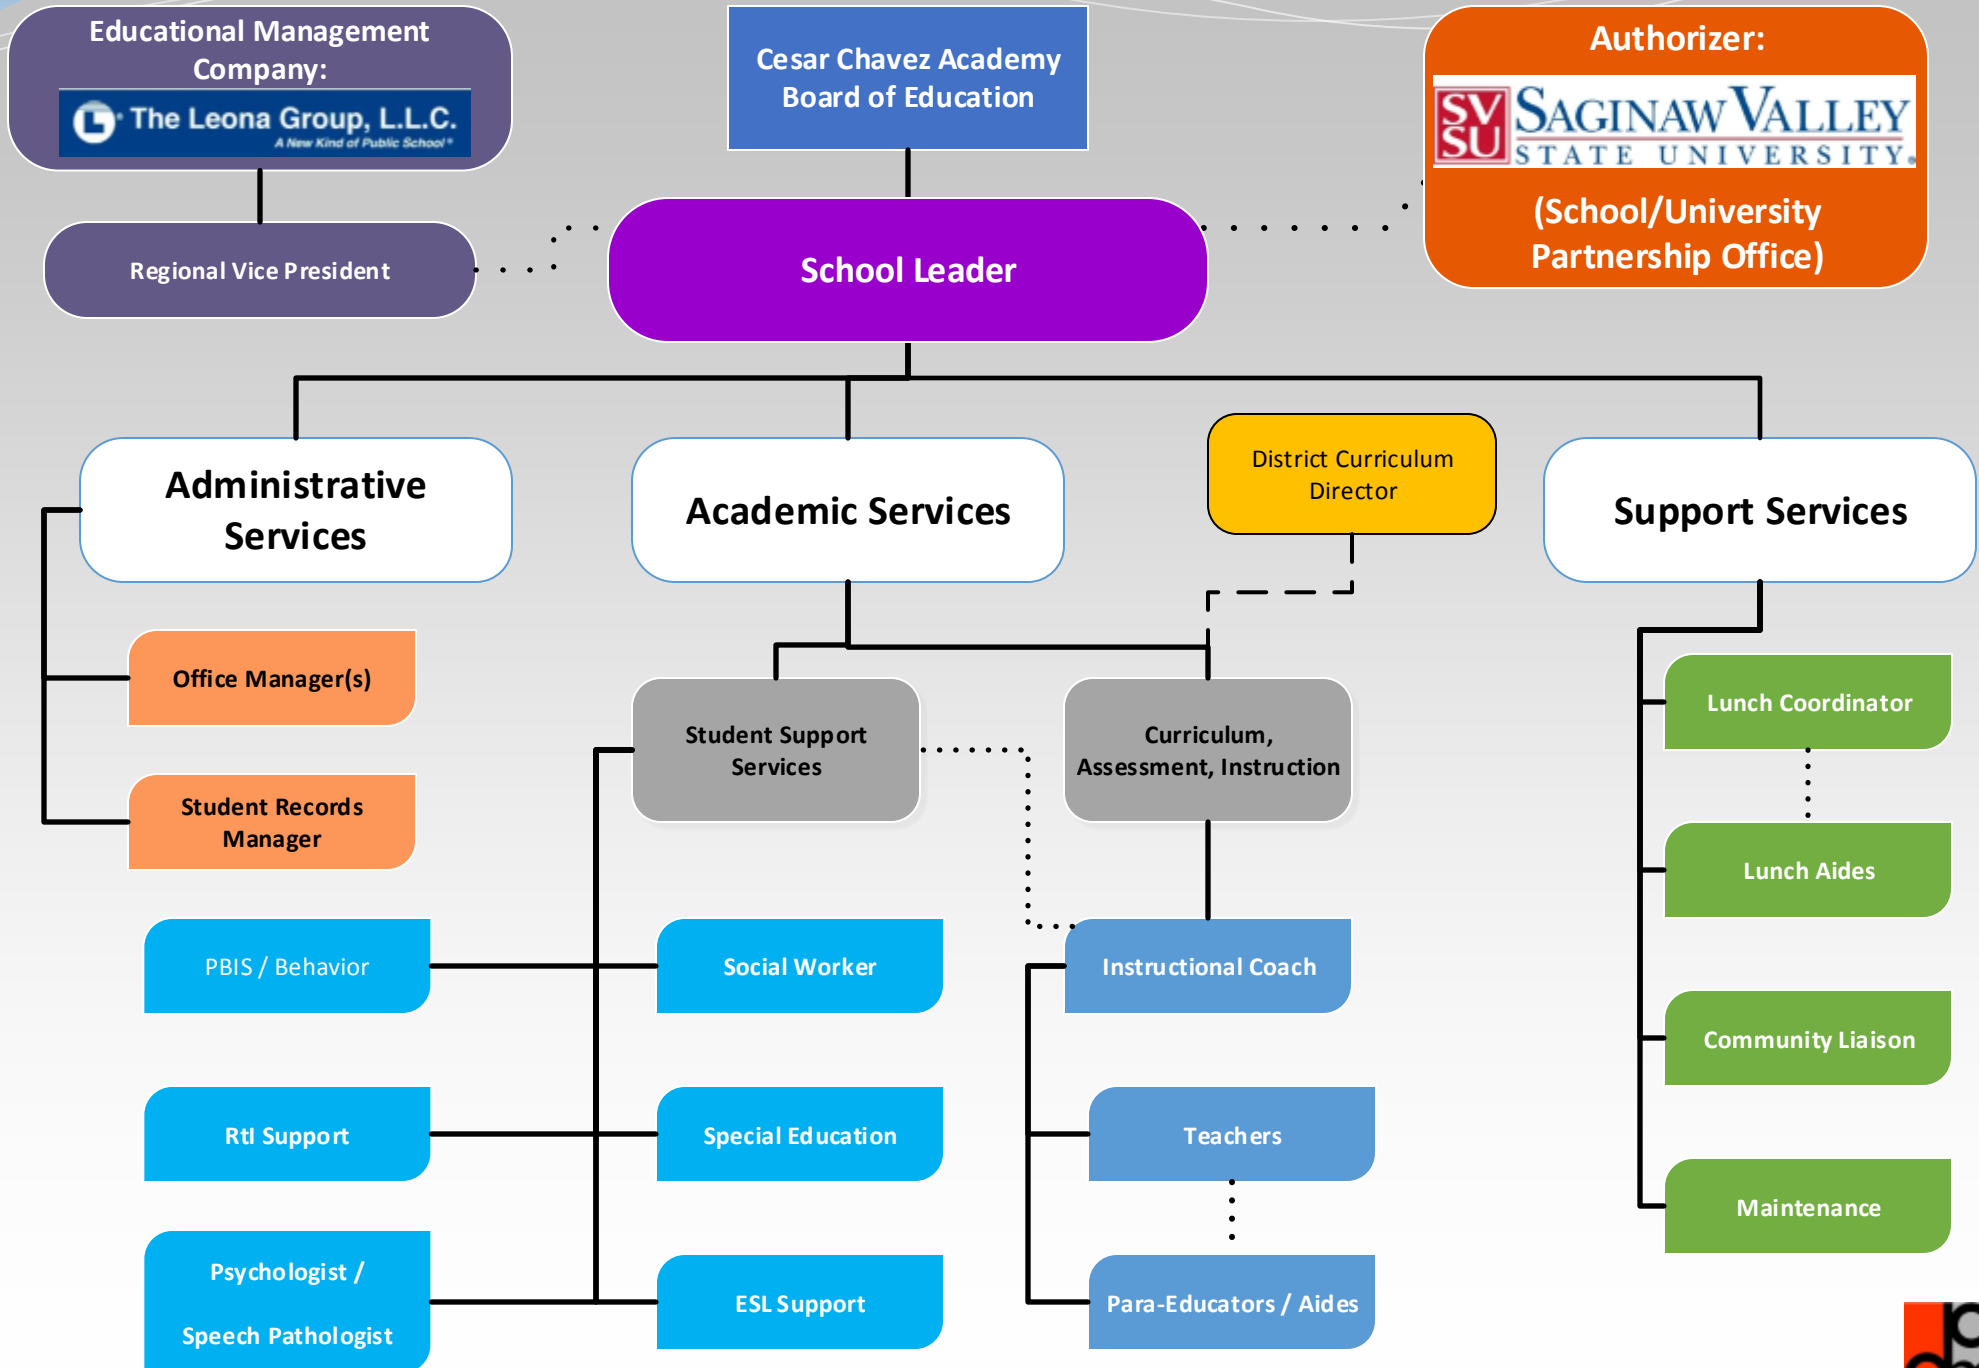 Educational Management
Company:
L The Leona Group, L.L.C.
A New Kind of Public School®
Cesar Chavez Academy
Board of Education
Authorizer:
SV
SU
SAGINAW VALLEY
STATE UNIVERSITY®
(School/University
Partnership Office)
Regional Vice President
School Leader
Administrative
Services
Academic Services
District Curriculum
Director
Support Services
Office Manager(s)
Student Records
Manager
Student Support
Services
Curriculum,
Assessment, Instruction
Lunch Coordinator
Lunch Aides
Community Liaison
Maintenance
PBIS / Behavior
Social Worker
Instructional Coach
RtI Support
Special Education
Teachers
Psychologist /
Speech Pathologist
ESL Support
Para-Educators / Aides